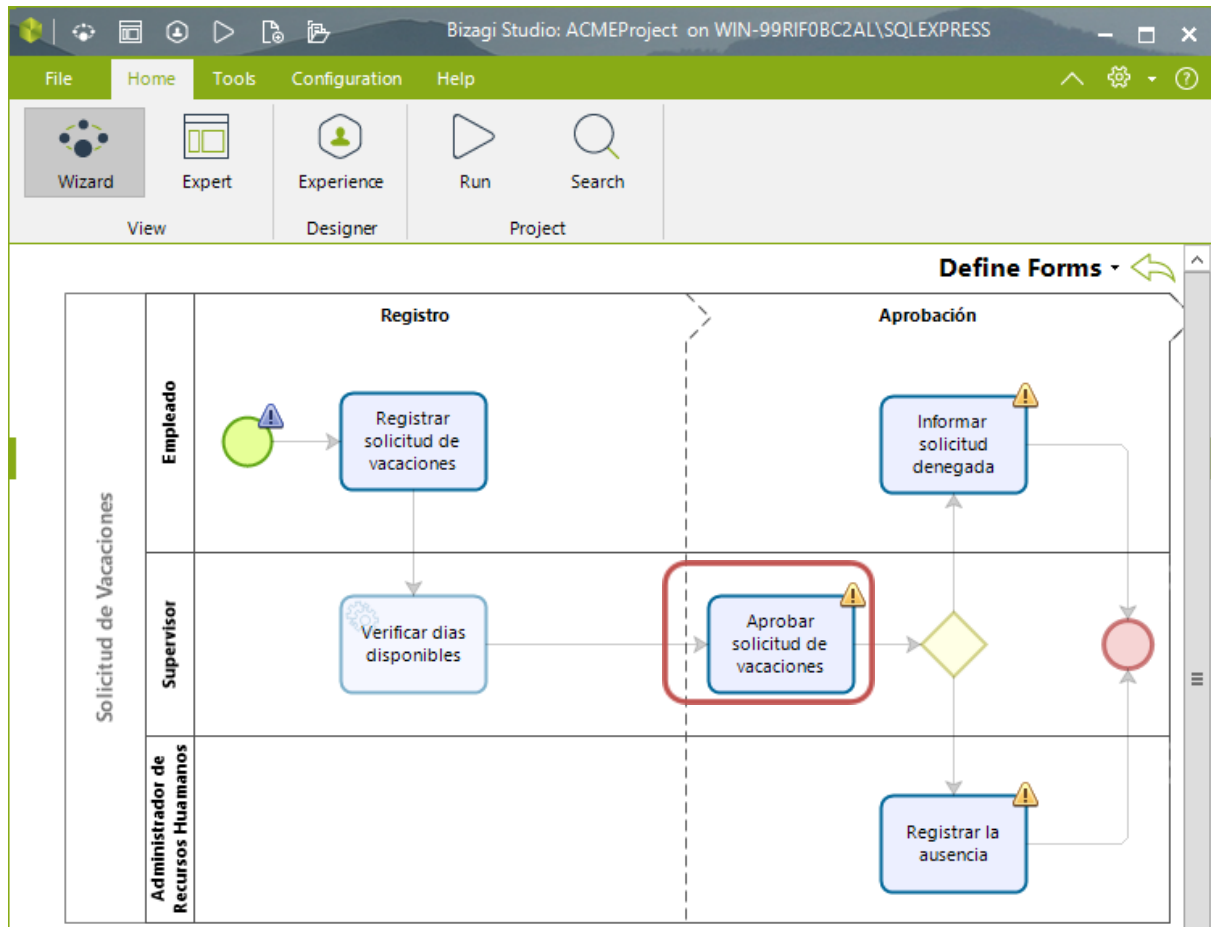 Bizagi Studio: ACMEProject on WIN-99RIF0BC2AL\SQLEXPRESS
File Home Tools Configuration Help
Wizard Expert Experience Run Search
View Designer Project
Define Forms
Registro Aprobación
Solicitud de Vacaciones
Empleado
Registrar
solicitud de
vacaciones
Informar
solicitud
denegada
Supervisor
Verificar dias
disponibles
Aprobar
solicitud de
vacaciones
Administrador de
Recursos Huamanos
Registrar la
ausencia